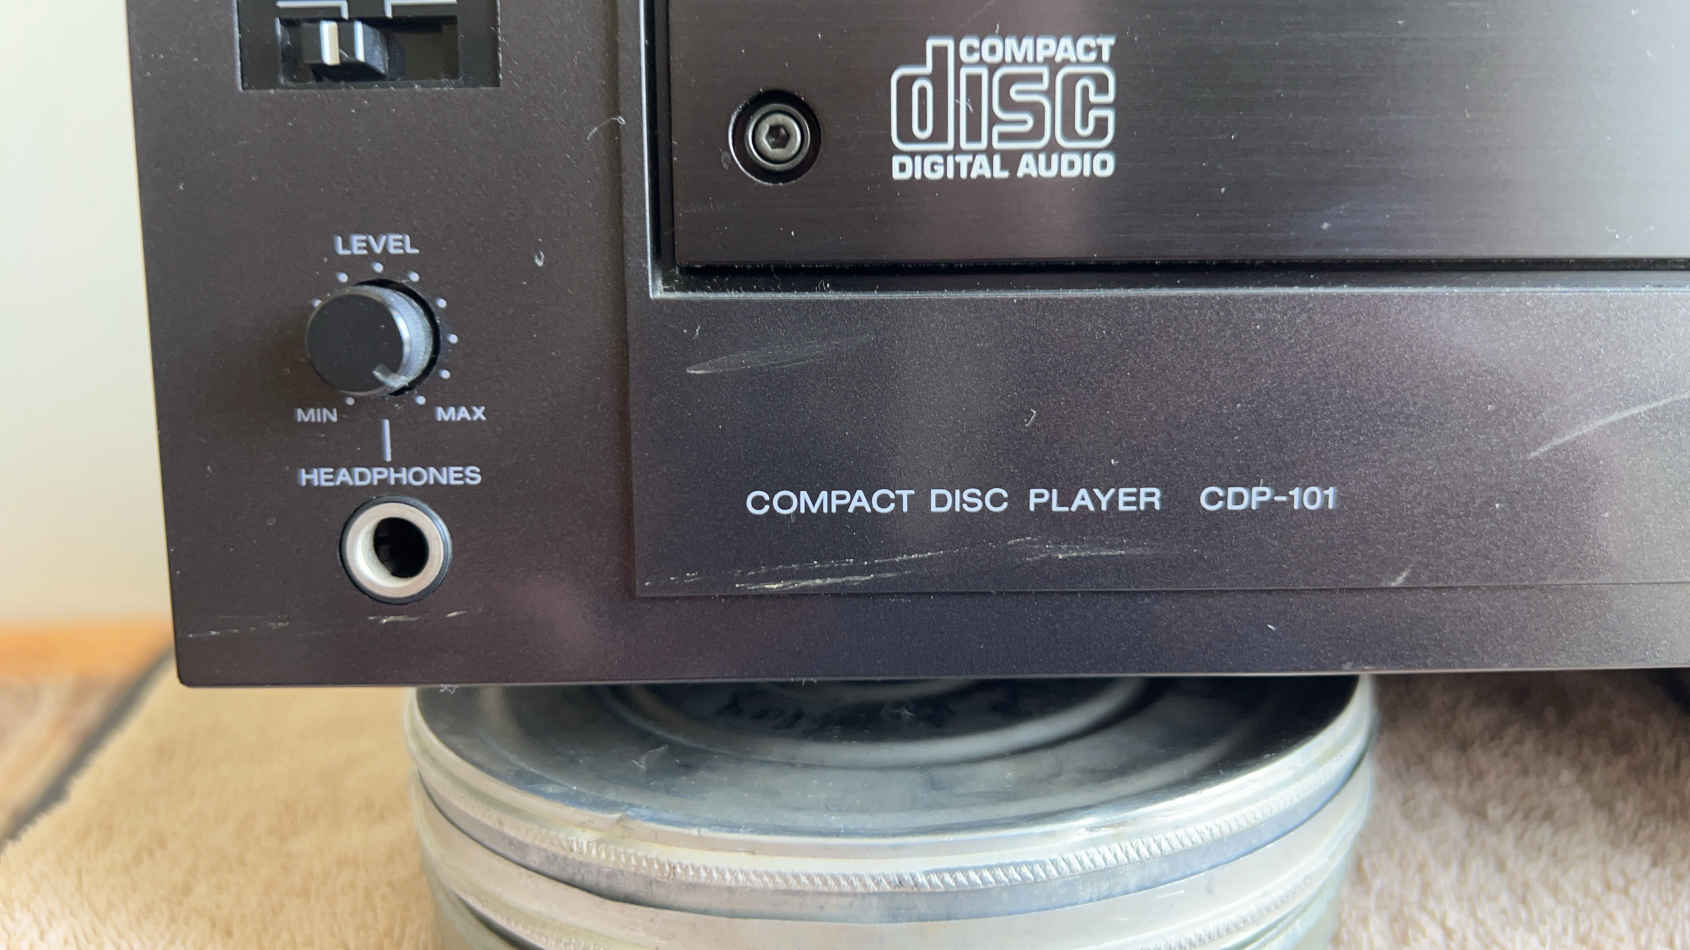 COMPACT
disc
DIGITAL AUDIO
LEVEL
MIN MAX
HEADPHONES
COMPACT DISC PLAYER CDP-101